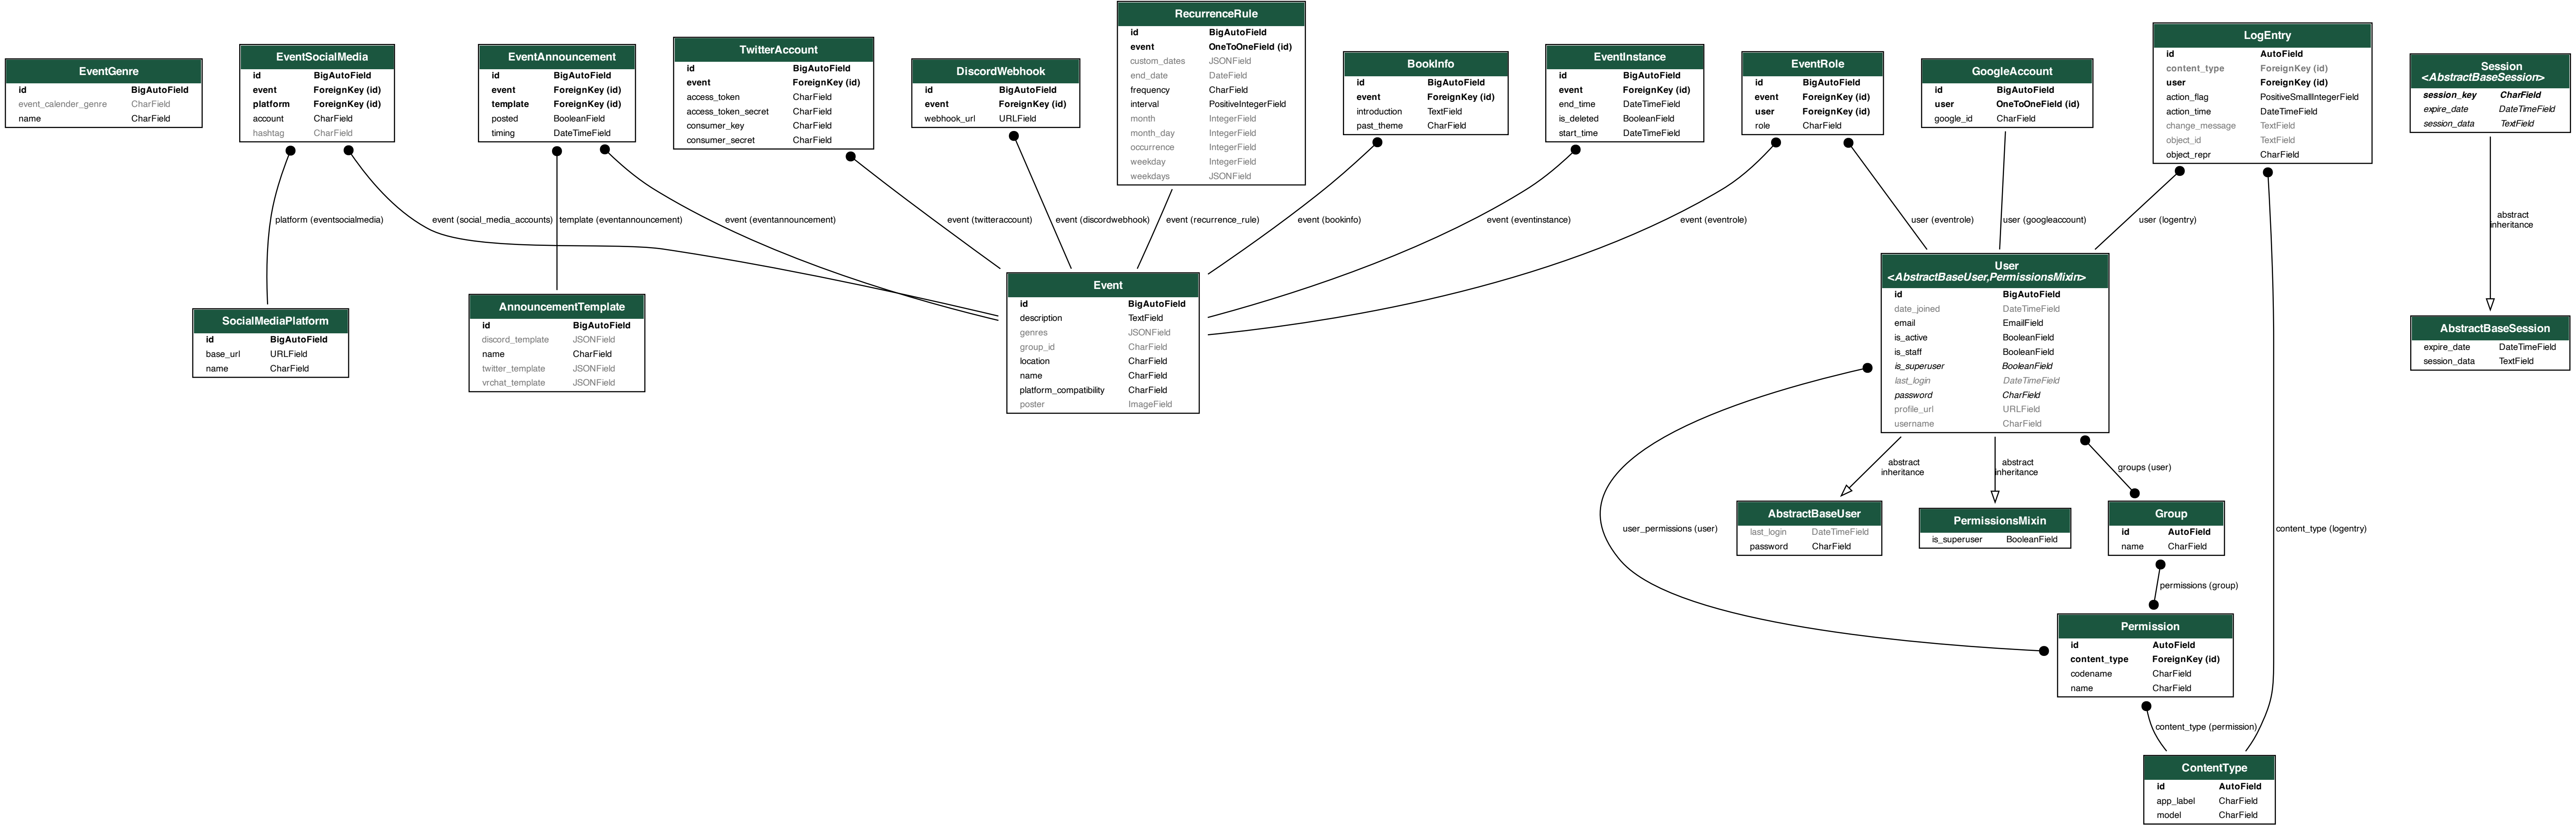 EventGenre
id BigAutoField
event_calender_genre CharField
name CharField
EventSocialMedia
id BigAutoField
event ForeignKey (id)
platform ForeignKey (id)
account CharField
hashtag CharField
EventAnnouncement
id BigAutoField
event ForeignKey (id)
template ForeignKey (id)
posted BooleanField
timing DateTimeField
TwitterAccount
id BigAutoField
event ForeignKey (id)
access_token CharField
access_token_secret CharField
consumer_key CharField
consumer_secret CharField
DiscordWebhook
id BigAutoField
event ForeignKey (id)
webhook_url URLField
RecurrenceRule
id BigAutoField
event OneToOneField (id)
custom_dates JSONField
end_date DateField
frequency CharField
interval PositiveIntegerField
month IntegerField
month_day IntegerField
occurrence IntegerField
weekday IntegerField
weekdays JSONField
BookInfo
id BigAutoField
event ForeignKey (id)
introduction TextField
past_theme CharField
EventInstance
id BigAutoField
event ForeignKey (id)
end_time DateTimeField
is_deleted BooleanField
start_time DateTimeField
EventRole
id BigAutoField
event ForeignKey (id)
user ForeignKey (id)
role CharField
GoogleAccount
id BigAutoField
user OneToOneField (id)
google_id CharField
LogEntry
id AutoField
content_type ForeignKey (id)
user ForeignKey (id)
action_flag PositiveSmallIntegerField
action_time DateTimeField
change_message TextField
object_id TextField
object_repr CharField
Session
<AbstractBaseSession>
session_key CharField
expire_date DateTimeField
session_data TextField
platform (eventsocialmedia)
event (social_media_accounts)
template (eventannouncement)
event (eventannouncement)
event (twitteraccount)
event (discordwebhook)
event (recurrence_rule)
event (bookinfo)
event (eventinstance)
event (eventrole)
user (eventrole)
user (googleaccount)
user (logentry)
abstract
inheritance
SocialMediaPlatform
id BigAutoField
base_url URLField
name CharField
AnnouncementTemplate
id BigAutoField
discord_template JSONField
name CharField
twitter_template JSONField
vrchat_template JSONField
Event
id BigAutoField
description TextField
genres JSONField
group_id CharField
location CharField
name CharField
platform_compatibility CharField
poster ImageField
User
<AbstractBaseUser,PermissionsMixin>
id BigAutoField
date_joined DateTimeField
email EmailField
is_active BooleanField
is_staff BooleanField
is_superuser BooleanField
last_login DateTimeField
password CharField
profile_url URLField
username CharField
AbstractBaseSession
expire_date DateTimeField
session_data TextField
abstract
inheritance
abstract
inheritance
groups (user)
user_permissions (user)
content_type (logentry)
AbstractBaseUser
last_login DateTimeField
password CharField
PermissionsMixin
is_superuser BooleanField
Group
id AutoField
name CharField
permissions (group)
Permission
id AutoField
content_type ForeignKey (id)
codename CharField
name CharField
content_type (permission)
ContentType
id AutoField
app_label CharField
model CharField